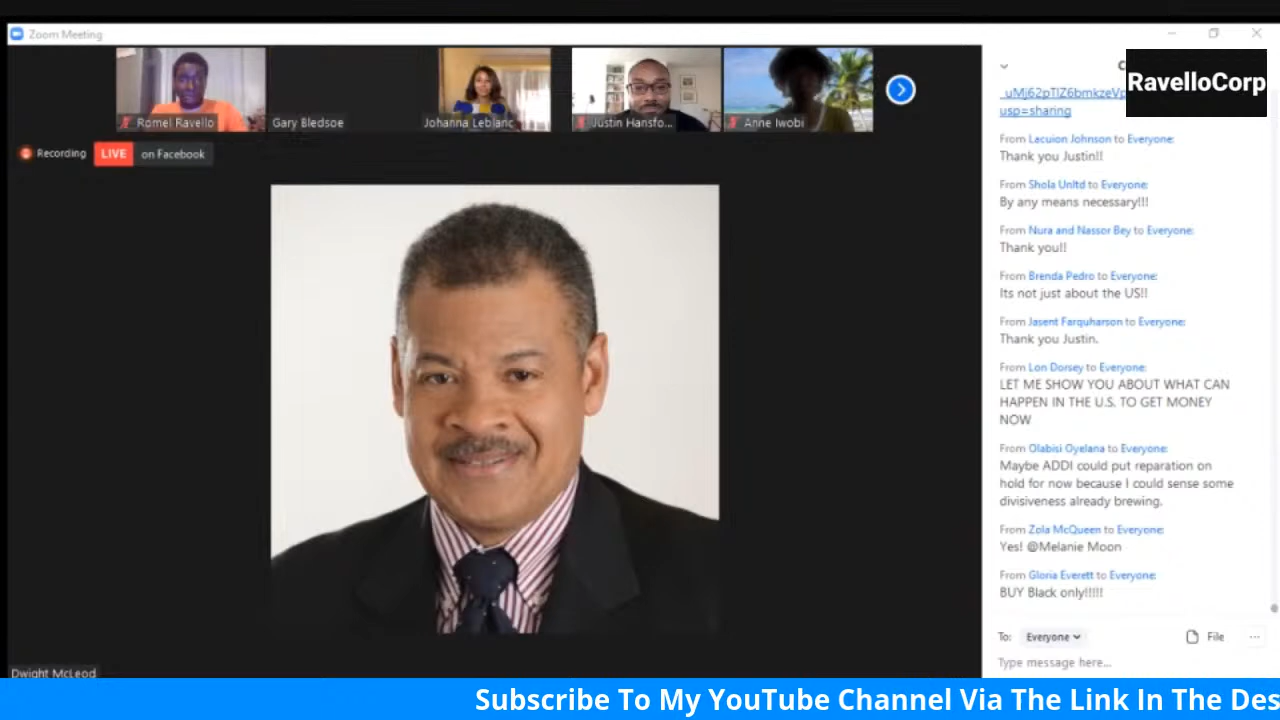 Zoom Meeting
RavelloCorp
Romel Ravello
Gary Bledsoe
Johanna Leblanc
Justin Hansfo...
Anne Iwobi
Recording
LIVE on Facebook
usp=sharing
From Lacuion Johnson to Everyone:
Thank you Justin!!
From Shola Unltd to Everyone:
By any means necessary!!!
From Nura and Nassor Bey to Everyone:
Thank you!!
From Brenda Pedro to Everyone:
Its not just about the US!!
From Jasent Farquharson to Everyone:
Thank you Justin.
From Lon Dorsey to Everyone:
LET ME SHOW YOU ABOUT WHAT CAN
HAPPEN IN THE U.S. TO GET MONEY
NOW
From Olabisi Oyelana to Everyone:
Maybe ADDI could put reparation on
hold for now because I could sense some
divisiveness already brewing.
From Zola McQueen to Everyone:
Yes! @Melanie Moon
From Gloria Everett to Everyone:
BUY Black only!!!!!
To: Everyone
File
Type message here...
Dwight McLeod
Subscribe To My YouTube Channel Via The Link In The Des